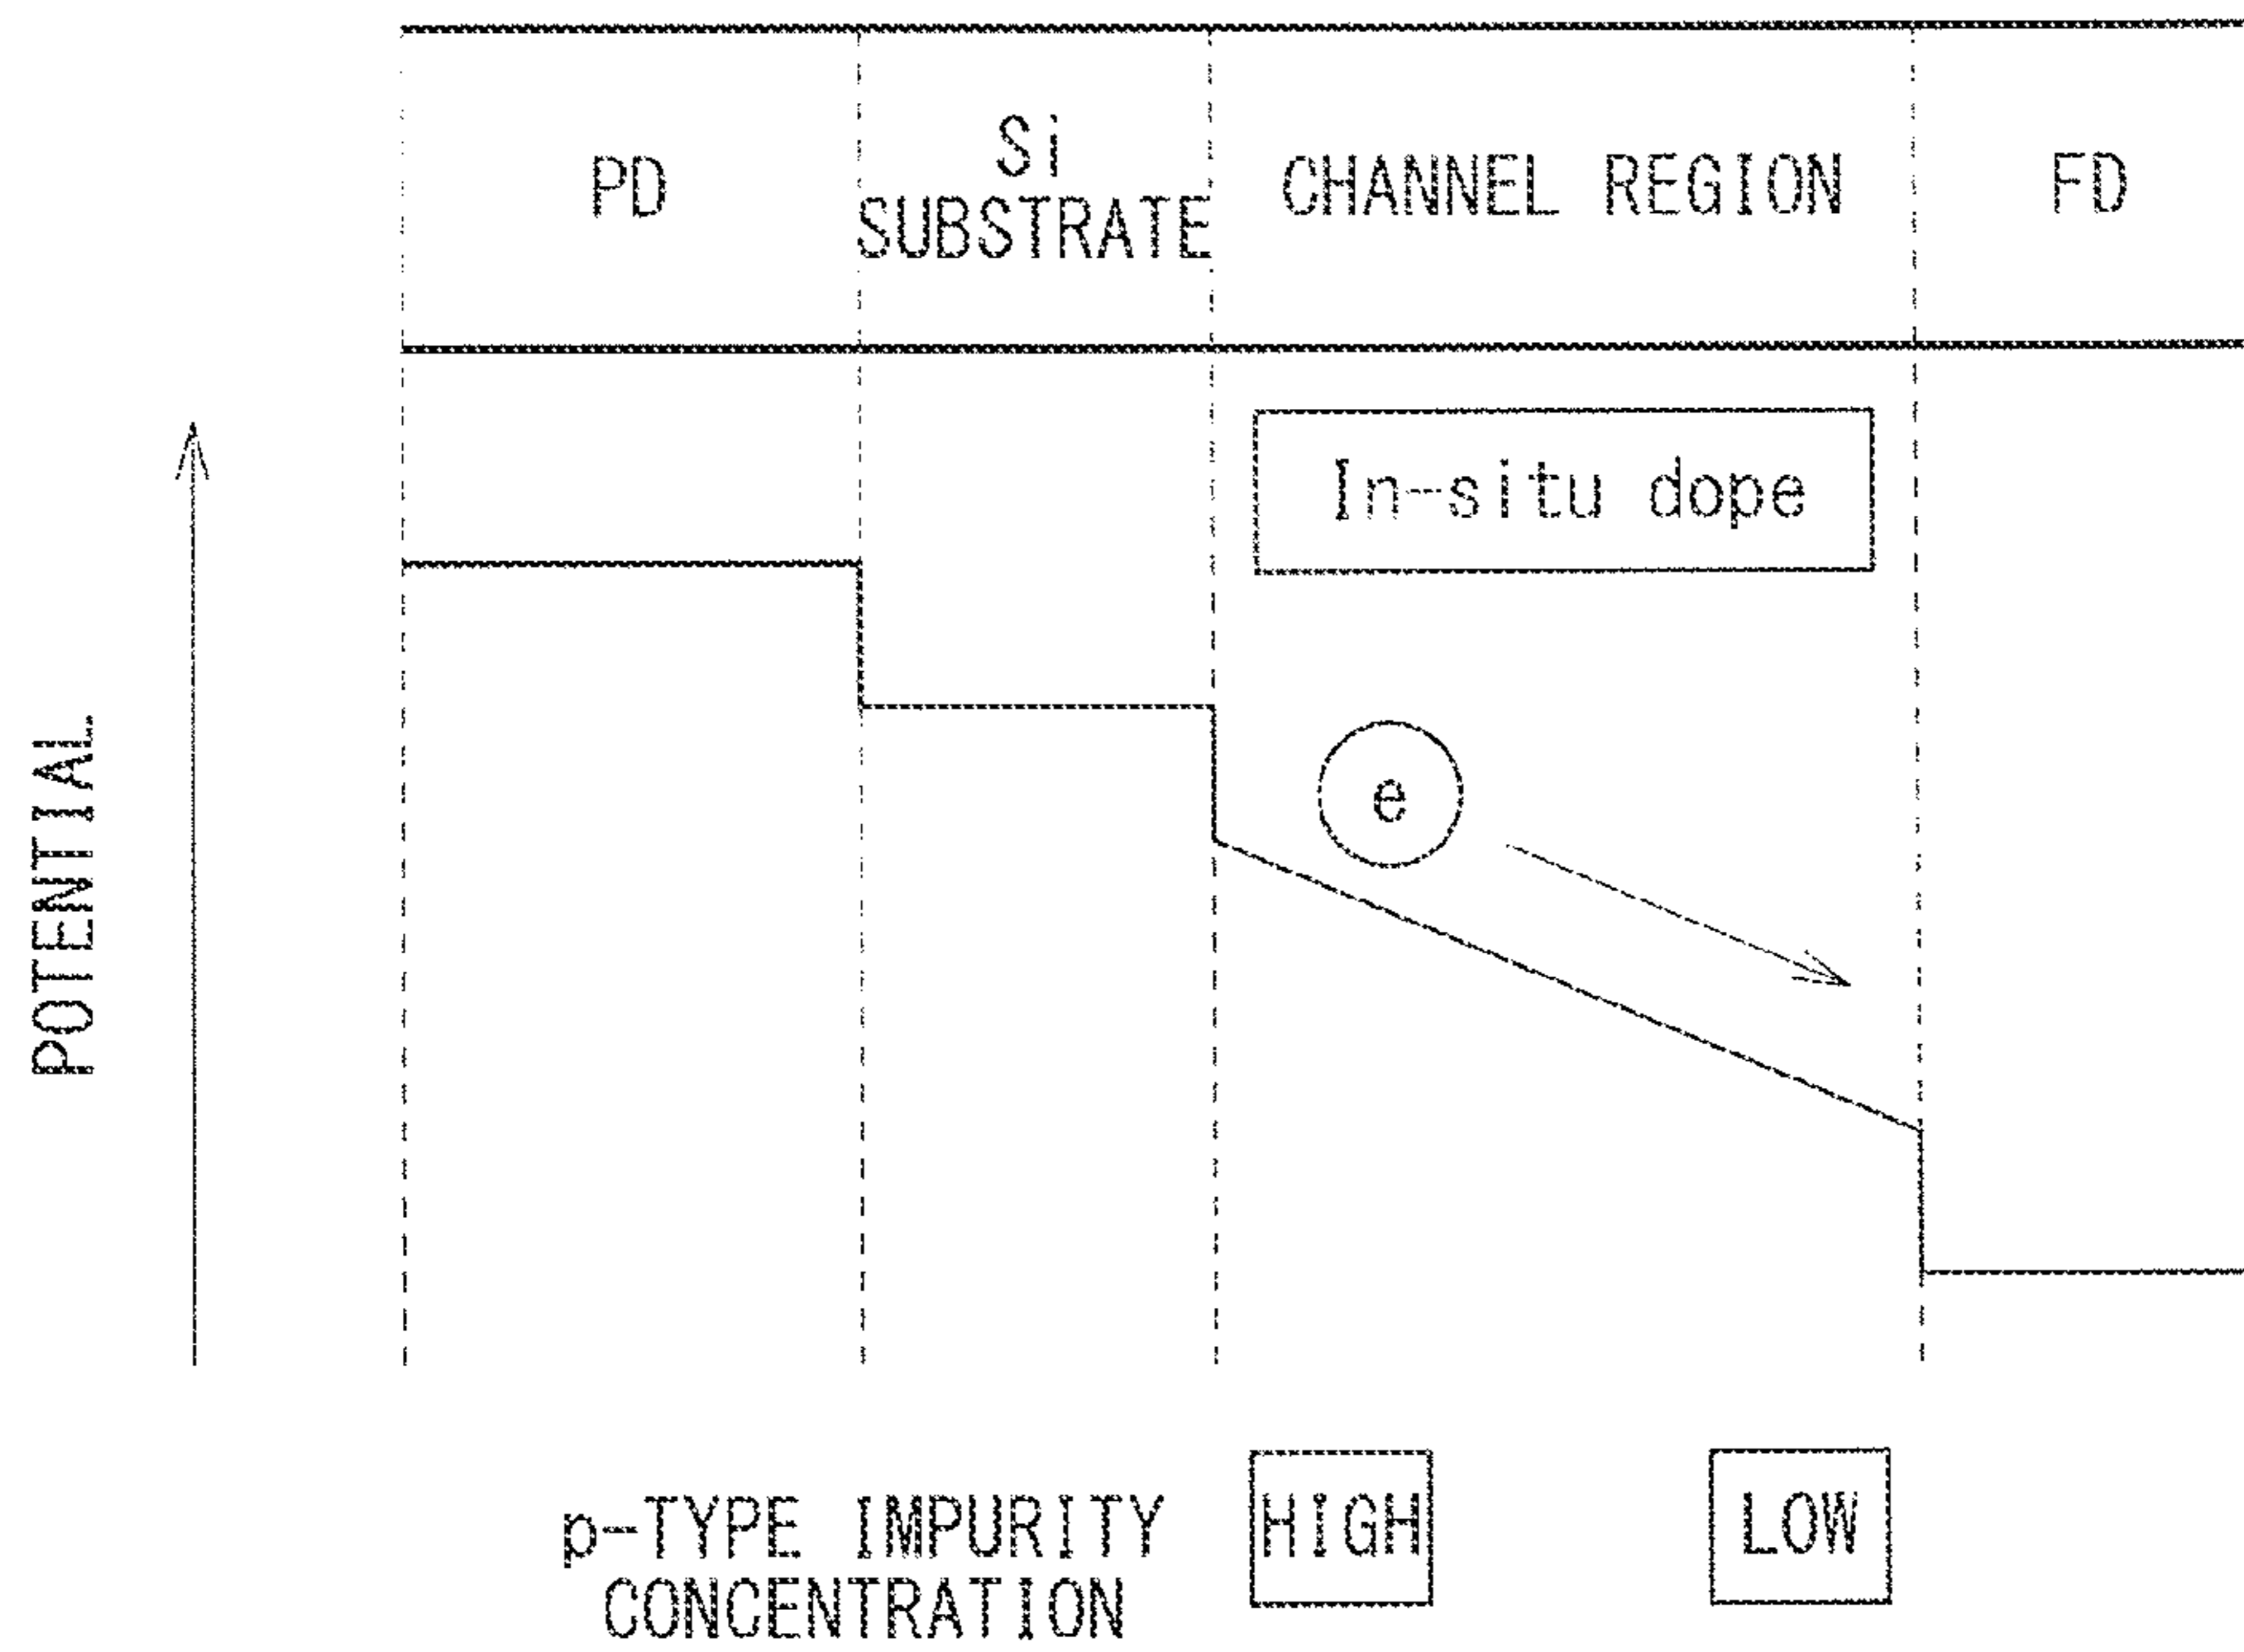 PD
Si
SUBSTRATE
CHANNEL REGION
FD
In-situ dope
POTENTIAL
e
p-TYPE IMPURITY
CONCENTRATION
HIGH
LOW